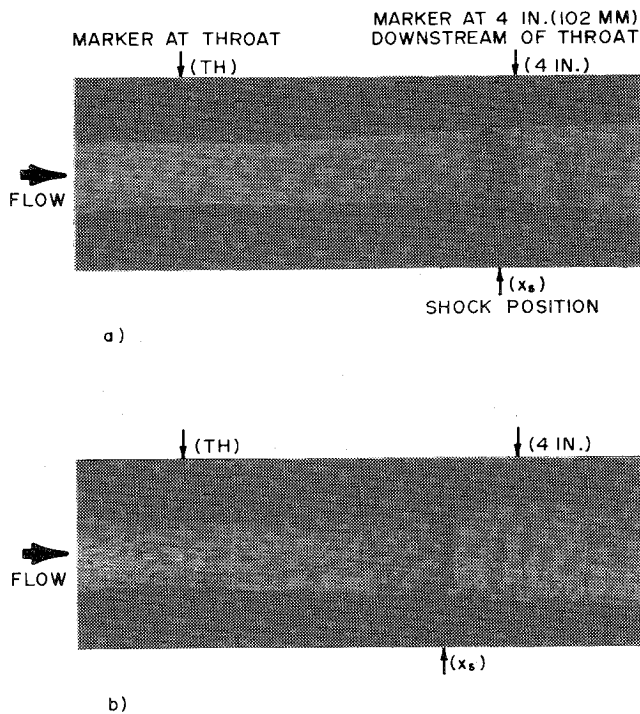 MARKER AT THROAT
MARKER AT 4 IN. (102 MM)
DOWNSTREAM OF THROAT
(TH)
(4 IN.)
FLOW
(xs)
SHOCK POSITION
a)
(TH)
(4 IN.)
FLOW
(xs)
b)